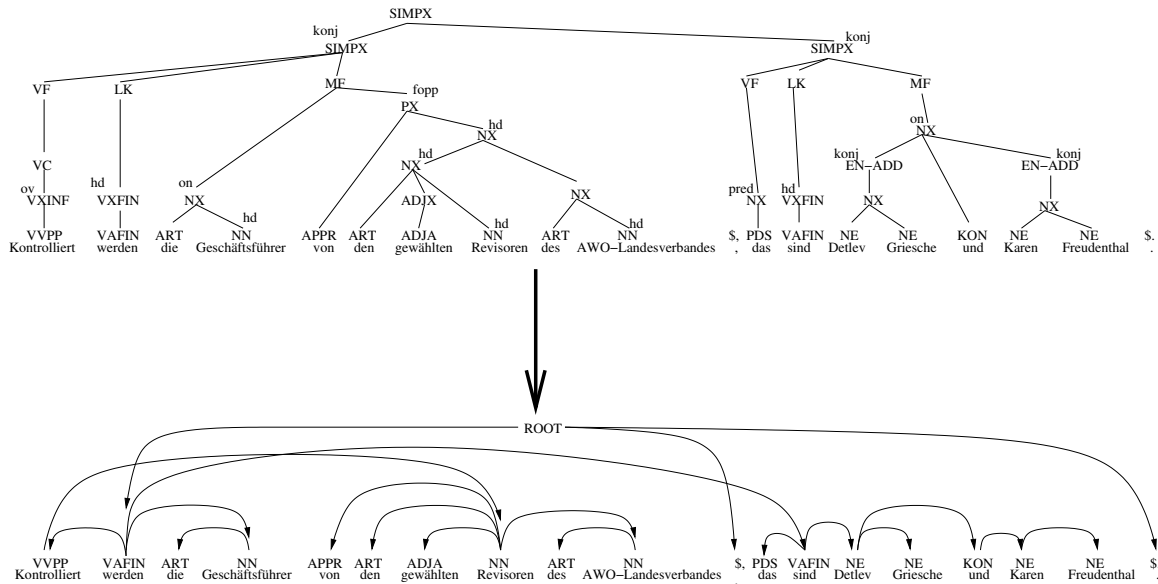 SIMPX
konj konj
SIMPX SIMPX
VF LK MF VF LK MF
fopp
PX
on
hd
NX NX
hd konj konj
VC NX EN−ADD EN−ADD
ov hd on pred hd
VXINF VXFIN NX ADJX NX NX VXFIN NX NX
hd hd hd
VVPP VAFIN ART NN APPR ART ADJA NN ART NN $, PDS VAFIN NE NE KON NE NE $.
Kontrolliert werden die Geschäftsführer von den gewählten Revisoren des AWO−Landesverbandes , das sind Detlev Griesche und Karen Freudenthal .
ROOT
VVPP VAFIN ART NN APPR ART ADJA NN ART NN $, PDS VAFIN NE NE KON NE NE $,
Kontrolliert werden die Geschäftsführer von den gewählten Revisoren des AWO−Landesverbandes , das sind Detlev Griesche und Karen Freudenthal .